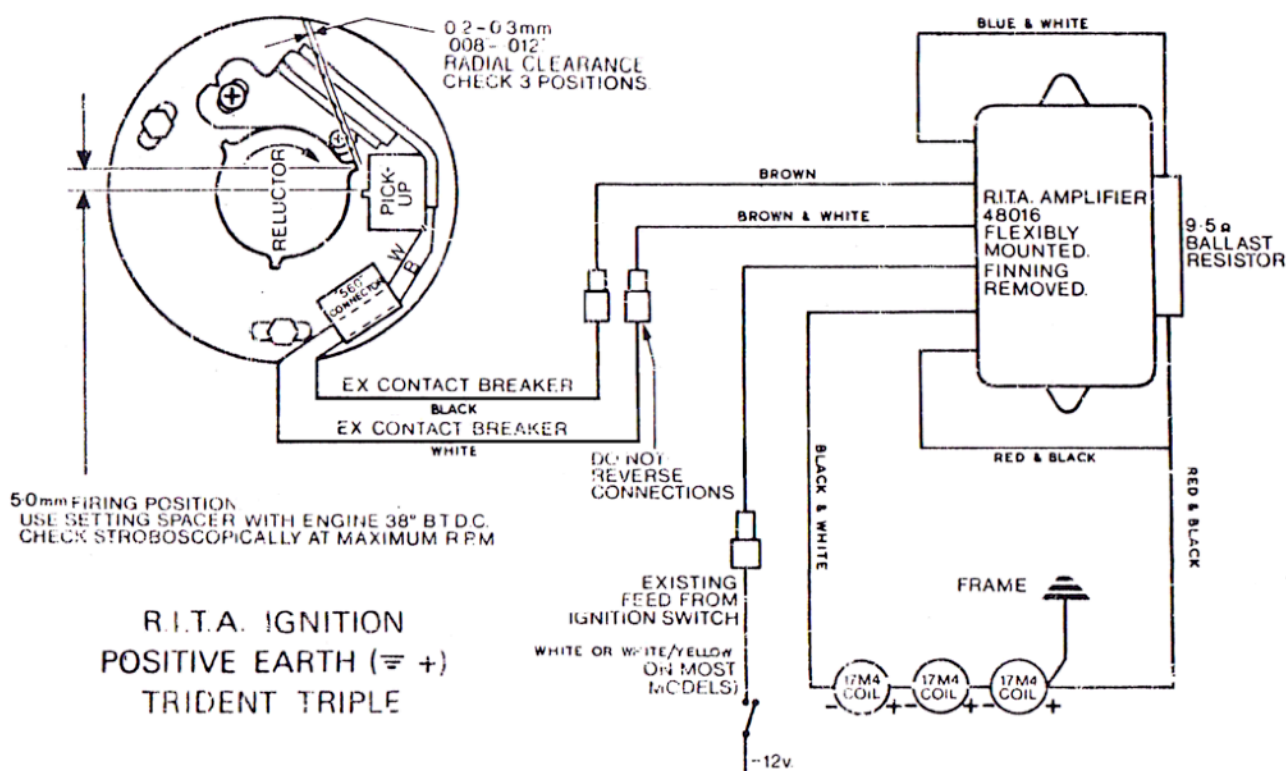 0.2-0.3mm
.008"-.012"
RADIAL CLEARANCE
CHECK 3 POSITIONS.
BLUE & WHITE
RELUCTOR
PICK-
UP
W
B
"560"
CONNECTOR
BROWN
BROWN & WHITE
R.I.T.A. AMPLIFIER
48016
FLEXIBLY
MOUNTED.
FINNING
REMOVED.
9.5Ω
BALLAST
RESISTOR
EX CONTACT BREAKER
BLACK
EX CONTACT BREAKER
WHITE
DO NOT
REVERSE
CONNECTIONS
RED & BLACK
BLACK & WHITE
RED & BLACK
5.0mm FIRING POSITION
USE SETTING SPACER WITH ENGINE 38° B.T.D.C.
CHECK STROBOSCOPICALLY AT MAXIMUM R.P.M
EXISTING
FEED FROM
IGNITION SWITCH
WHITE OR WHITE/YELLOW
ON MOST
MODELS)
FRAME
R.I.T.A. IGNITION
POSITIVE EARTH (⏚ +)
TRIDENT TRIPLE
17M4
COIL
17M4
COIL
17M4
COIL
- + - + - +
-12v.